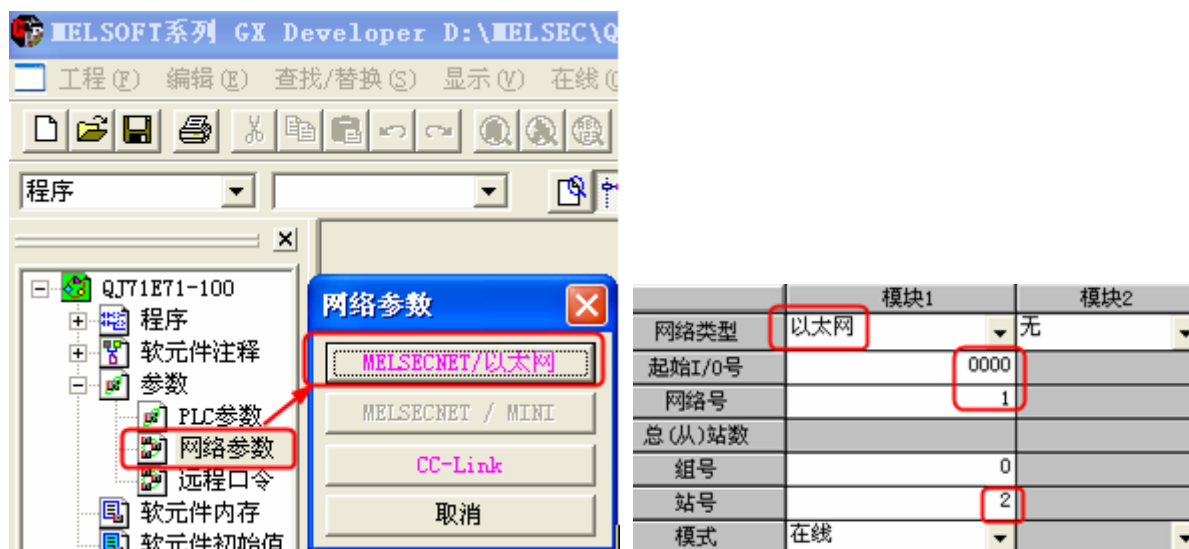 MELSOFT系列 GX Developer D:\MELSEC\Q
工程(F) 编辑(E) 查找/替换(S) 显示(V) 在线(O
程序
QJ71E71-100
程序
软元件注释
参数
PLC参数
网络参数
远程口令
软元件内存
软元件初始值
网络参数
MELSECNET/以太网
MELSECNET / MINI
CC-Link
取消
模块1 模块2
网络类型 以太网 无
起始I/O号 0000
网络号 1
总(从)站数
组号 0
站号 2
模式 在线